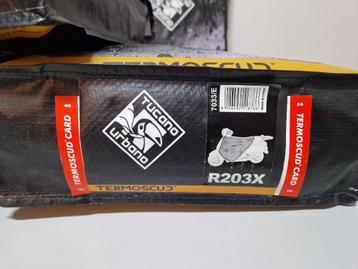 TERMOSCUD®
TUCANO
URBANO
TERMOSCUD® CARD
7033/E
R203X
TERMOSCUD® CARD
TERMOSCUD